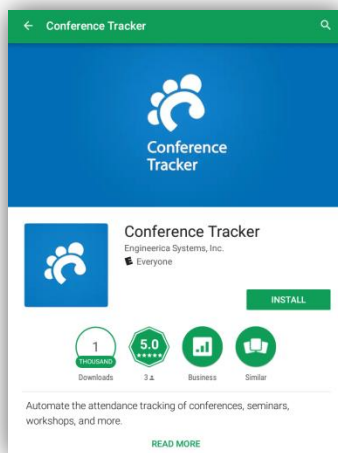 Conference Tracker
Conference
Tracker
Conference Tracker
Engineerica Systems, Inc.
E Everyone
INSTALL
1
THOUSAND
Downloads
5.0
3
Business
Similar
Automate the attendance tracking of conferences, seminars,
workshops, and more.
READ MORE